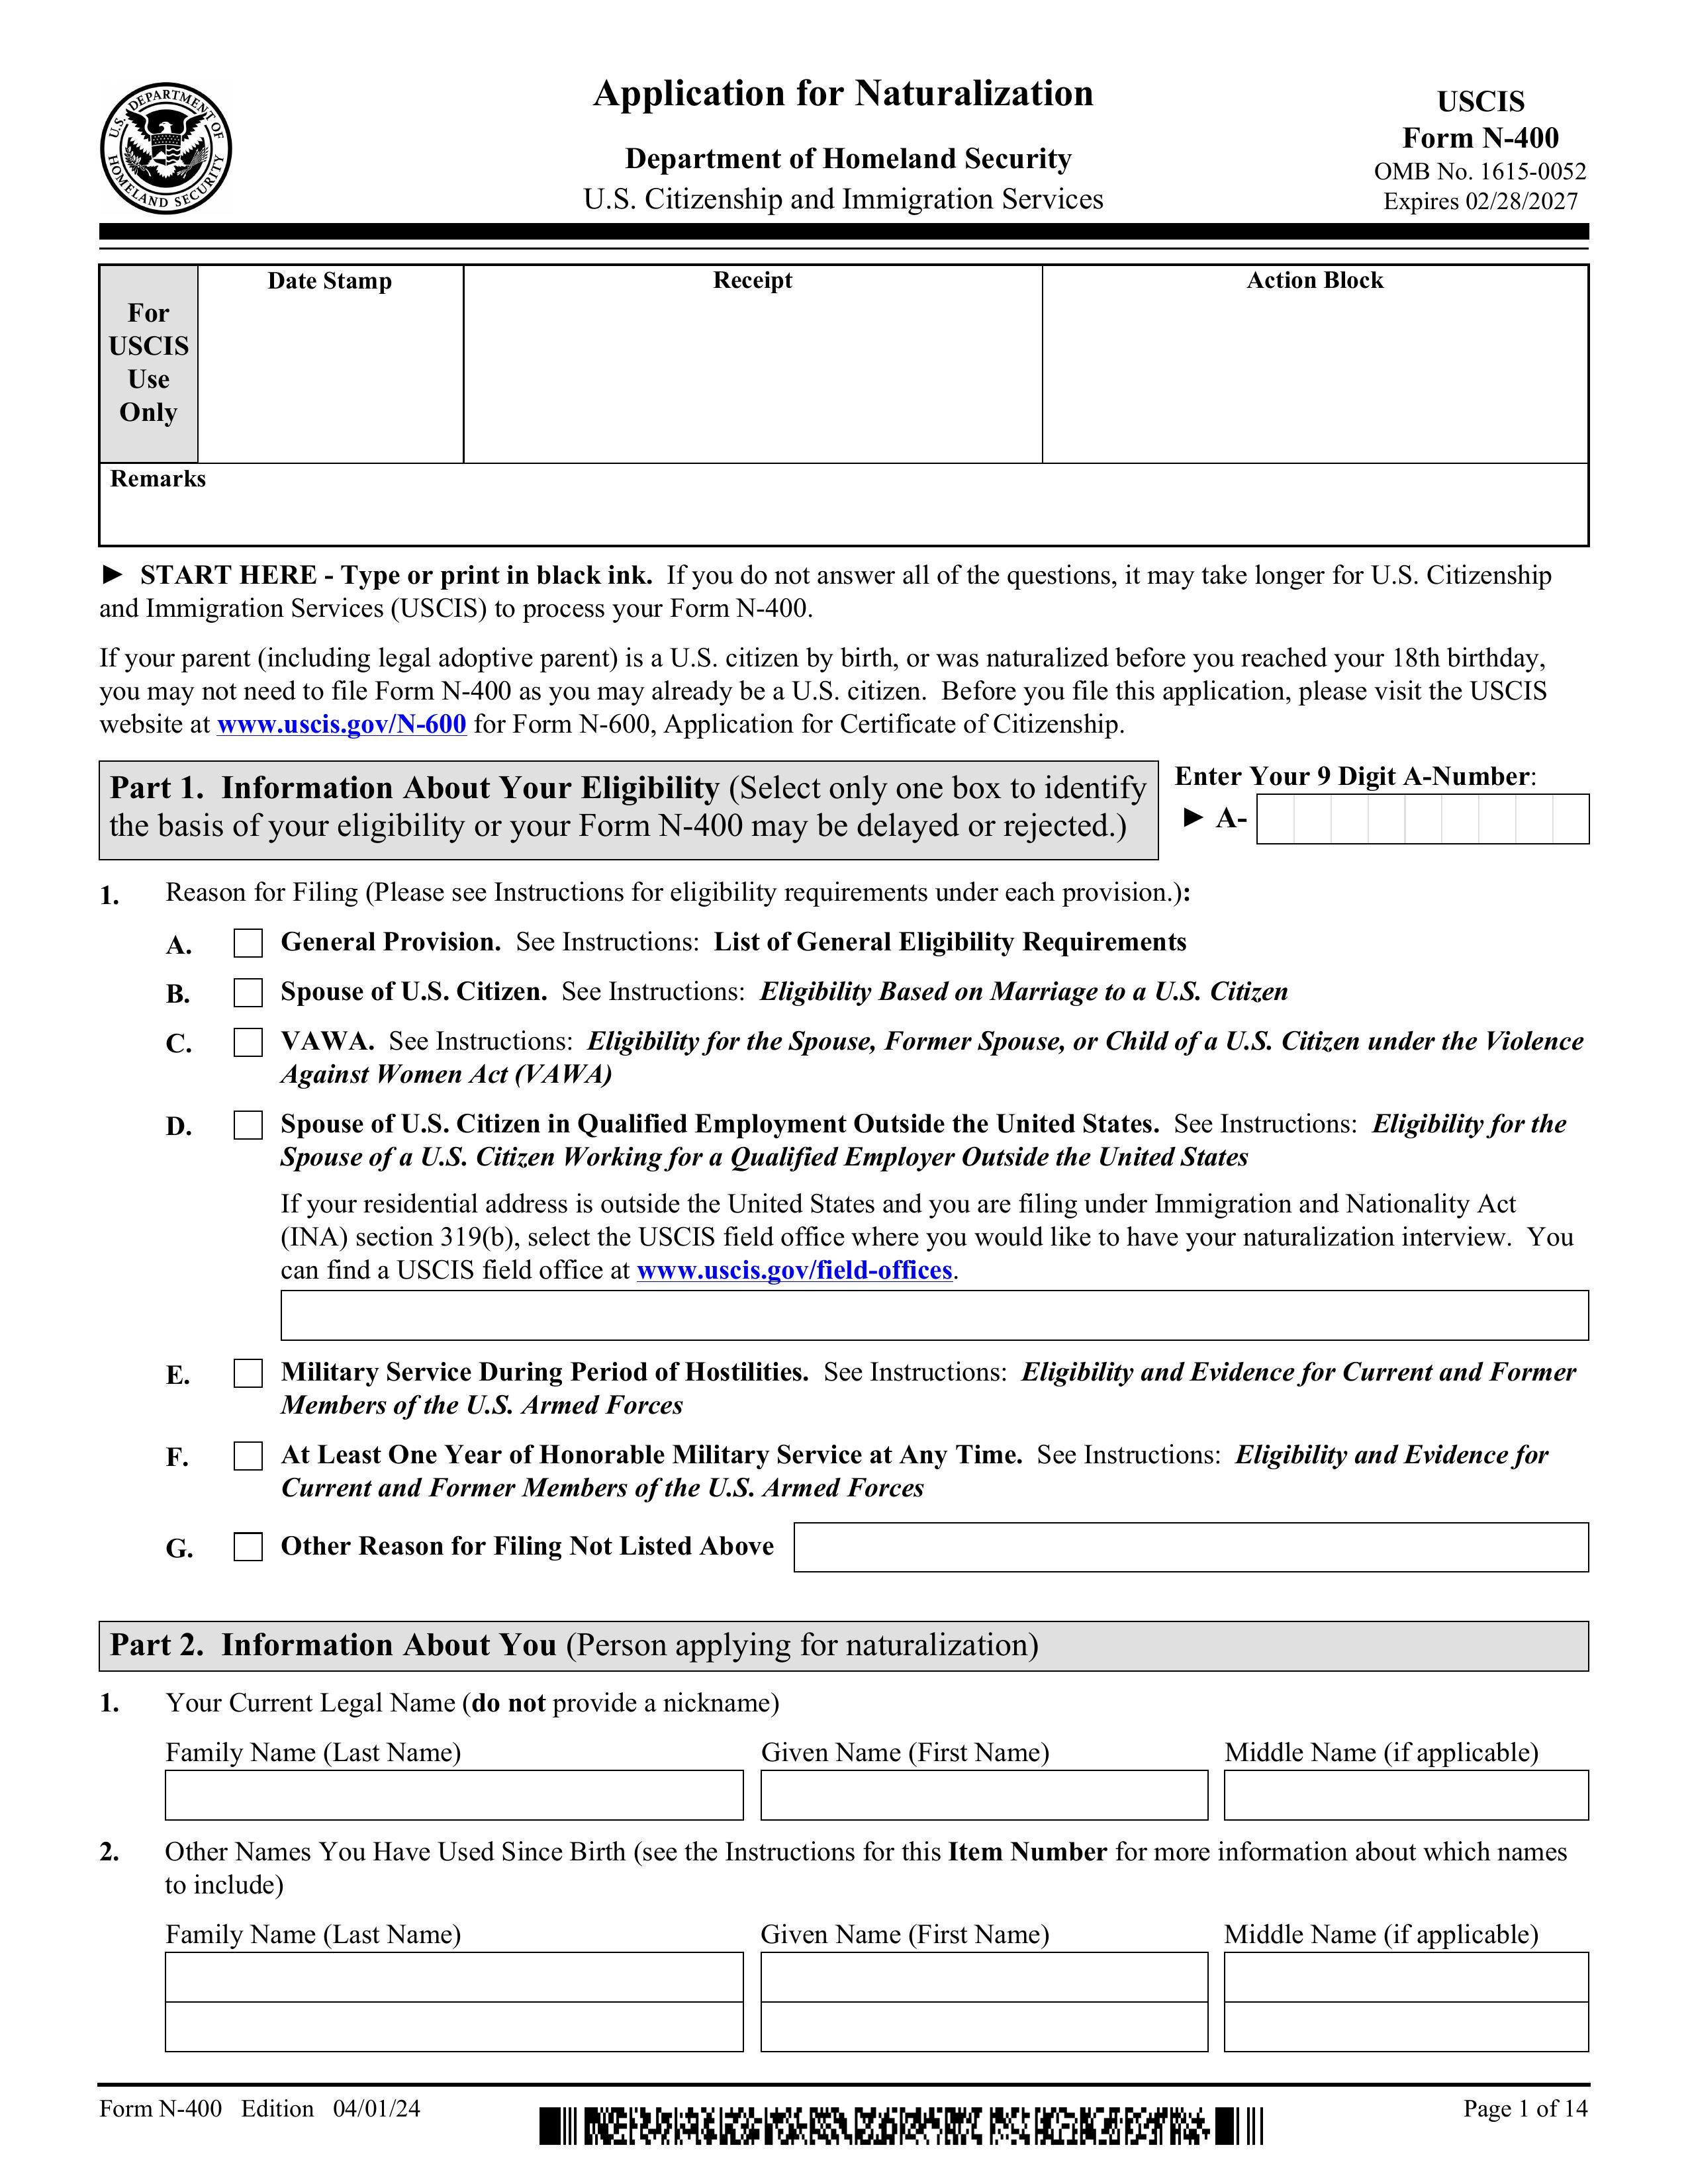 Application for Naturalization
Department of Homeland Security
U.S. Citizenship and Immigration Services
U.S. DEPARTMENT OF HOMELAND SECURITY
USCIS
Form N-400
OMB No. 1615-0052
Expires 02/28/2027
For
USCIS
Use
Only
Date Stamp
Receipt
Action Block
Remarks
► START HERE - Type or print in black ink. If you do not answer all of the questions, it may take longer for U.S. Citizenship
and Immigration Services (USCIS) to process your Form N-400.
If your parent (including legal adoptive parent) is a U.S. citizen by birth, or was naturalized before you reached your 18th birthday,
you may not need to file Form N-400 as you may already be a U.S. citizen. Before you file this application, please visit the USCIS
website at www.uscis.gov/N-600 for Form N-600, Application for Certificate of Citizenship.
Part 1. Information About Your Eligibility (Select only one box to identify
the basis of your eligibility or your Form N-400 may be delayed or rejected.)
Enter Your 9 Digit A-Number:
► A-
1. Reason for Filing (Please see Instructions for eligibility requirements under each provision.):
A. General Provision. See Instructions: List of General Eligibility Requirements
B. Spouse of U.S. Citizen. See Instructions: Eligibility Based on Marriage to a U.S. Citizen
C. VAWA. See Instructions: Eligibility for the Spouse, Former Spouse, or Child of a U.S. Citizen under the Violence
Against Women Act (VAWA)
D. Spouse of U.S. Citizen in Qualified Employment Outside the United States. See Instructions: Eligibility for the
Spouse of a U.S. Citizen Working for a Qualified Employer Outside the United States
If your residential address is outside the United States and you are filing under Immigration and Nationality Act
(INA) section 319(b), select the USCIS field office where you would like to have your naturalization interview. You
can find a USCIS field office at www.uscis.gov/field-offices.
E. Military Service During Period of Hostilities. See Instructions: Eligibility and Evidence for Current and Former
Members of the U.S. Armed Forces
F. At Least One Year of Honorable Military Service at Any Time. See Instructions: Eligibility and Evidence for
Current and Former Members of the U.S. Armed Forces
G. Other Reason for Filing Not Listed Above
Part 2. Information About You (Person applying for naturalization)
1. Your Current Legal Name (do not provide a nickname)
Family Name (Last Name) Given Name (First Name) Middle Name (if applicable)
2. Other Names You Have Used Since Birth (see the Instructions for this Item Number for more information about which names
to include)
Family Name (Last Name) Given Name (First Name) Middle Name (if applicable)
Form N-400 Edition 04/01/24
Page 1 of 14